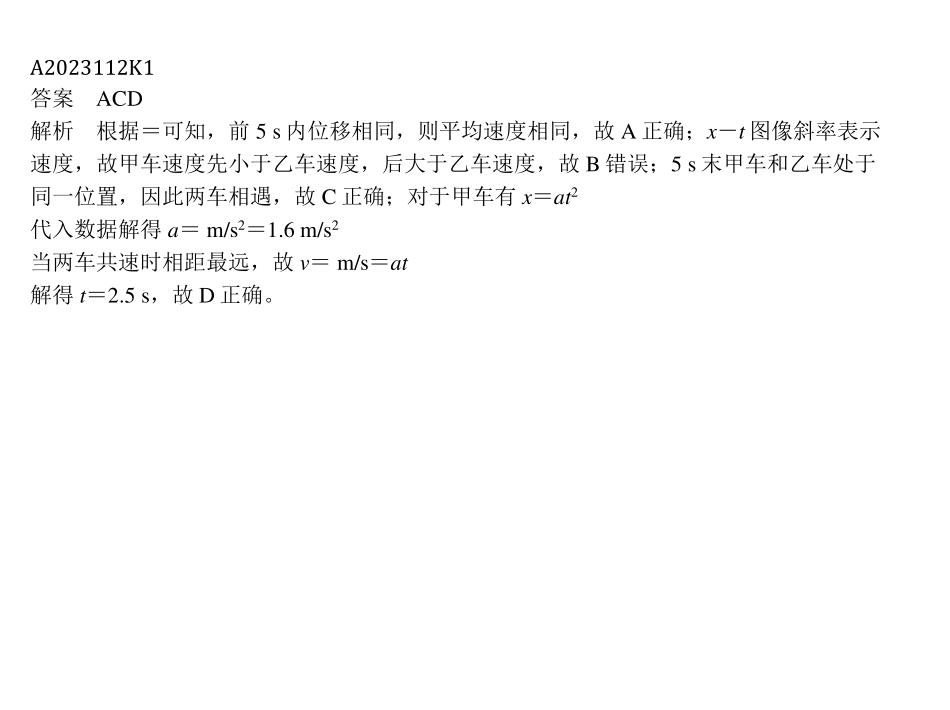 A2023112K1
答案　ACD
解析　根据＝可知，前 5 s 内位移相同，则平均速度相同，故 A 正确；x－t 图像斜率表示
速度，故甲车速度先小于乙车速度，后大于乙车速度，故 B 错误；5 s 末甲车和乙车处于
同一位置，因此两车相遇，故 C 正确；对于甲车有 x＝at²
代入数据解得 a＝ m/s²＝1.6 m/s²
当两车共速时相距最远，故 v＝ m/s＝at
解得 t＝2.5 s，故 D 正确。